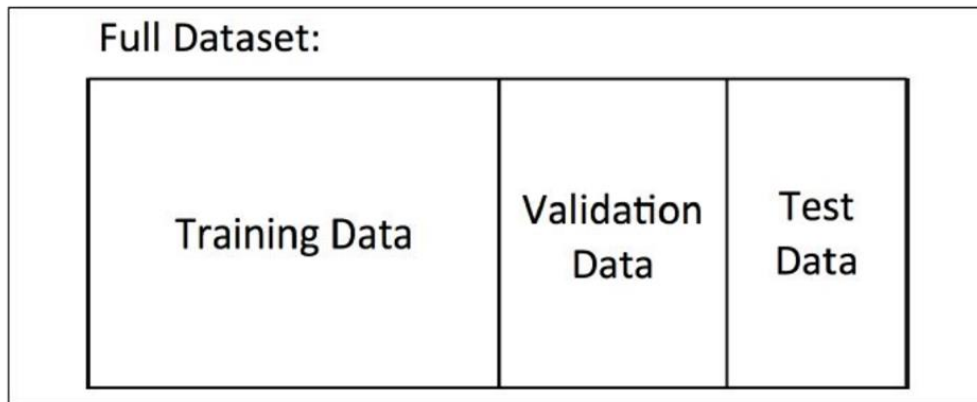 Full Dataset:
Training Data
Validation
Data
Test
Data